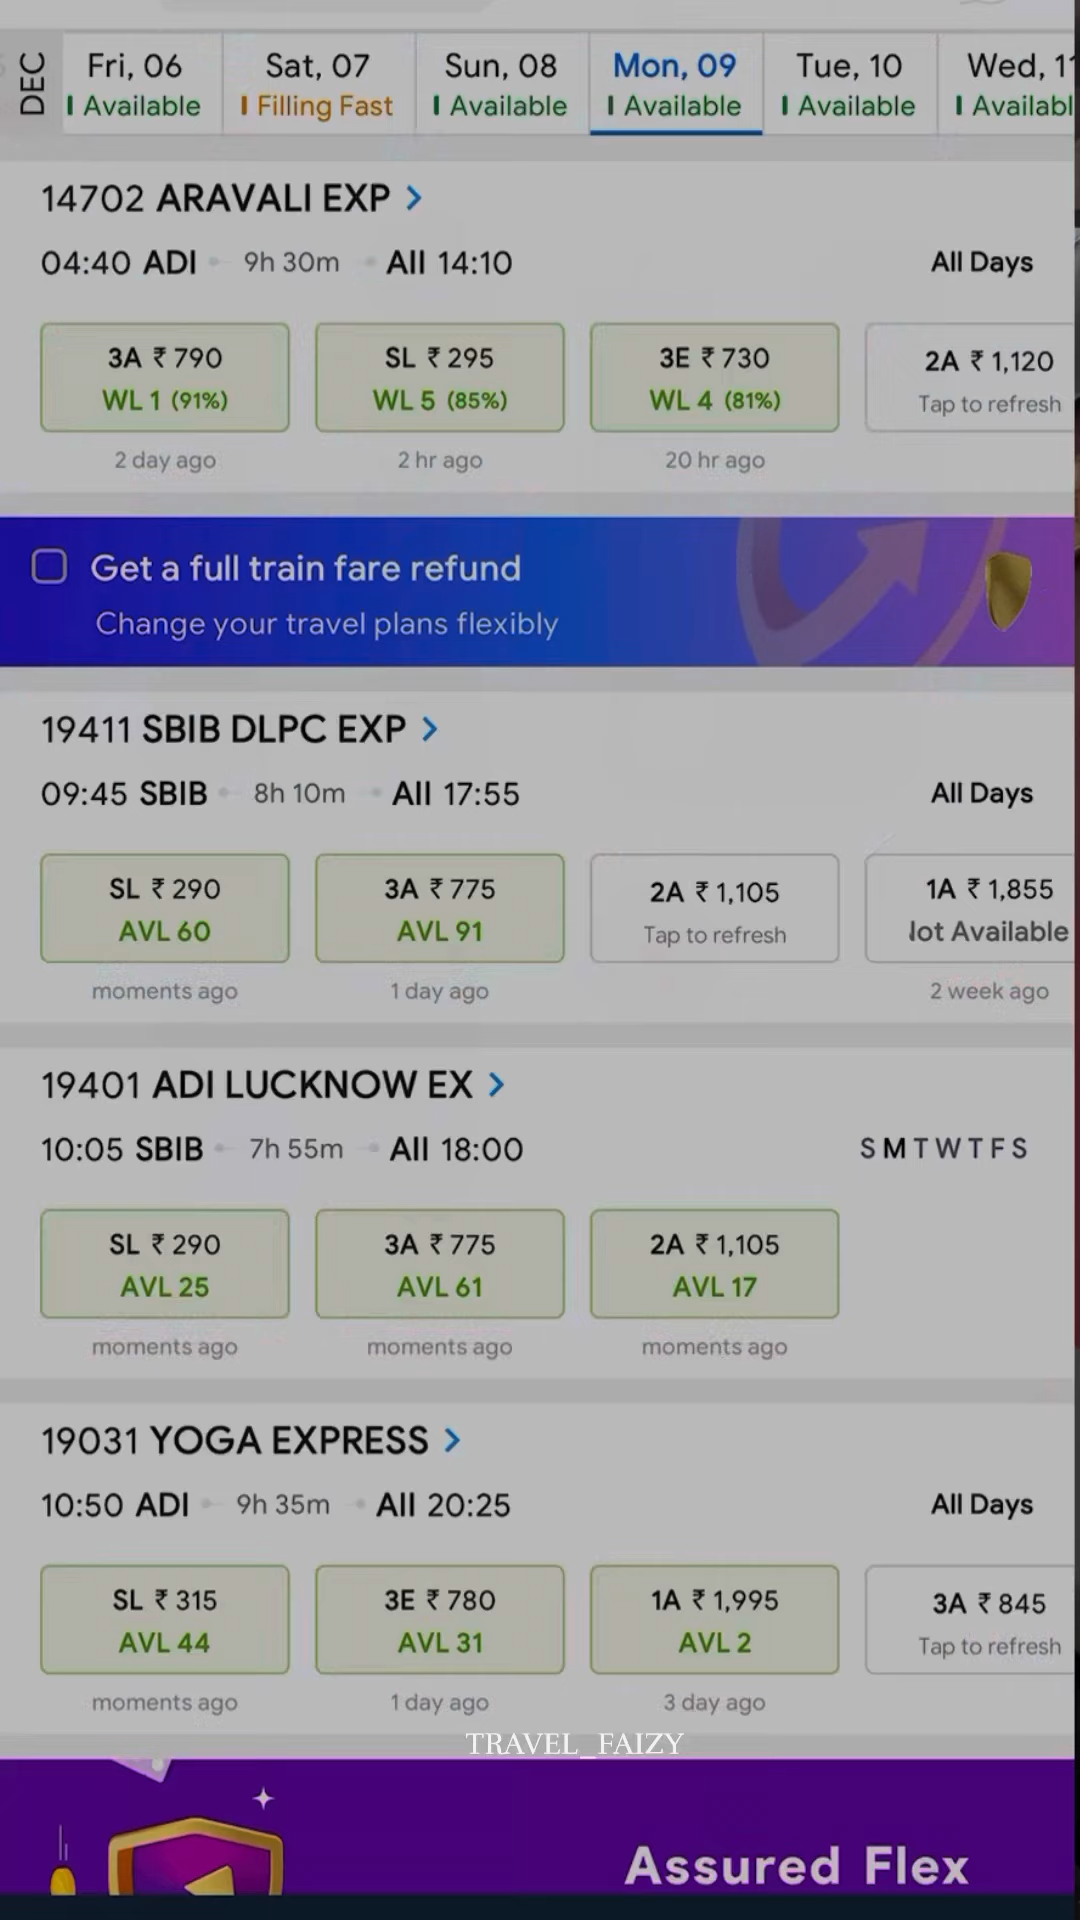 DEC
Fri, 06
Available
Sat, 07
Filling Fast
Sun, 08
Available
Mon, 09
Available
Tue, 10
Available
Wed, 1
Availabl
14702 ARAVALI EXP >
04:40 ADI 9h 30m AII 14:10 All Days
3A ₹ 790
WL 1 (91%)
2 day ago
SL ₹ 295
WL 5 (85%)
2 hr ago
3E ₹ 730
WL 4 (81%)
20 hr ago
2A ₹ 1,120
Tap to refresh
Get a full train fare refund
Change your travel plans flexibly
19411 SBIB DLPC EXP >
09:45 SBIB 8h 10m AII 17:55 All Days
SL ₹ 290
AVL 60
moments ago
3A ₹ 775
AVL 91
1 day ago
2A ₹ 1,105
Tap to refresh
1A ₹ 1,855
ot Available
2 week ago
19401 ADI LUCKNOW EX >
10:05 SBIB 7h 55m AII 18:00 S M T W T F S
SL ₹ 290
AVL 25
moments ago
3A ₹ 775
AVL 61
moments ago
2A ₹ 1,105
AVL 17
moments ago
19031 YOGA EXPRESS >
10:50 ADI 9h 35m AII 20:25 All Days
SL ₹ 315
AVL 44
moments ago
3E ₹ 780
AVL 31
1 day ago
1A ₹ 1,995
AVL 2
3 day ago
3A ₹ 845
Tap to refresh
TRAVEL_FAIZY
Assured Flex